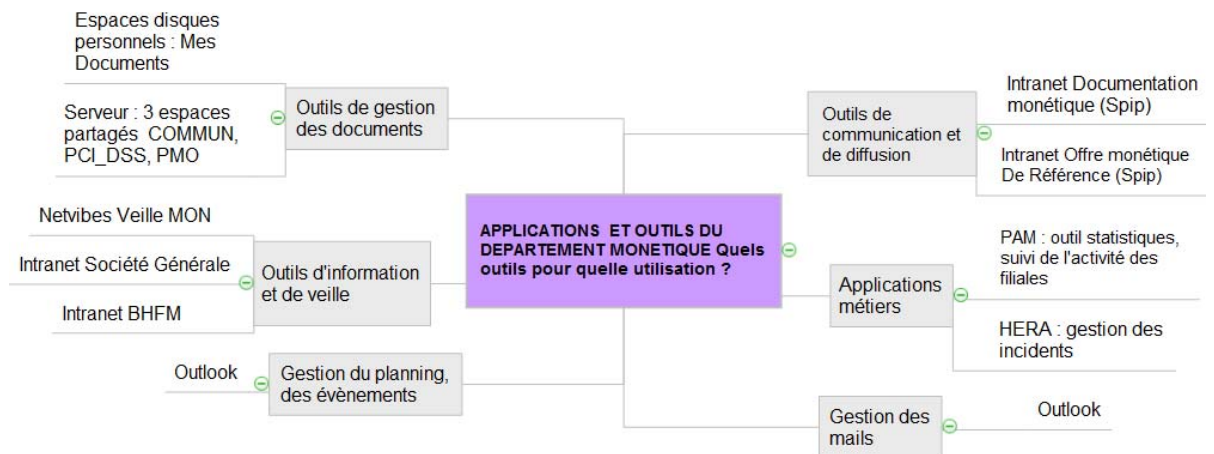 Espaces disques
personnels : Mes
Documents
Serveur : 3 espaces
partagés COMMUN,
PCI_DSS, PMO
Outils de gestion
des documents
Netvibes Veille MON
Intranet Société Générale
Intranet BHFM
Outils d'information
et de veille
Outlook
Gestion du planning,
des évènements
APPLICATIONS ET OUTILS DU
DEPARTEMENT MONETIQUE Quels
outils pour quelle utilisation ?
Outils de
communication et
de diffusion
Intranet Documentation
monétique (Spip)
Intranet Offre monétique
De Référence (Spip)
Applications
métiers
PAM : outil statistiques,
suivi de l'activité des
filiales
HERA : gestion des
incidents
Gestion des
mails
Outlook